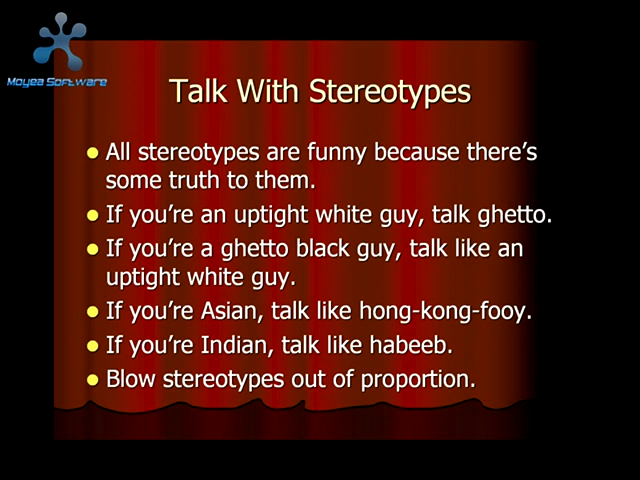 Moyea Software
Talk With Stereotypes
All stereotypes are funny because there's
some truth to them.
If you're an uptight white guy, talk ghetto.
If you're a ghetto black guy, talk like an
uptight white guy.
If you're Asian, talk like hong-kong-fooy.
If you're Indian, talk like habeeb.
Blow stereotypes out of proportion.